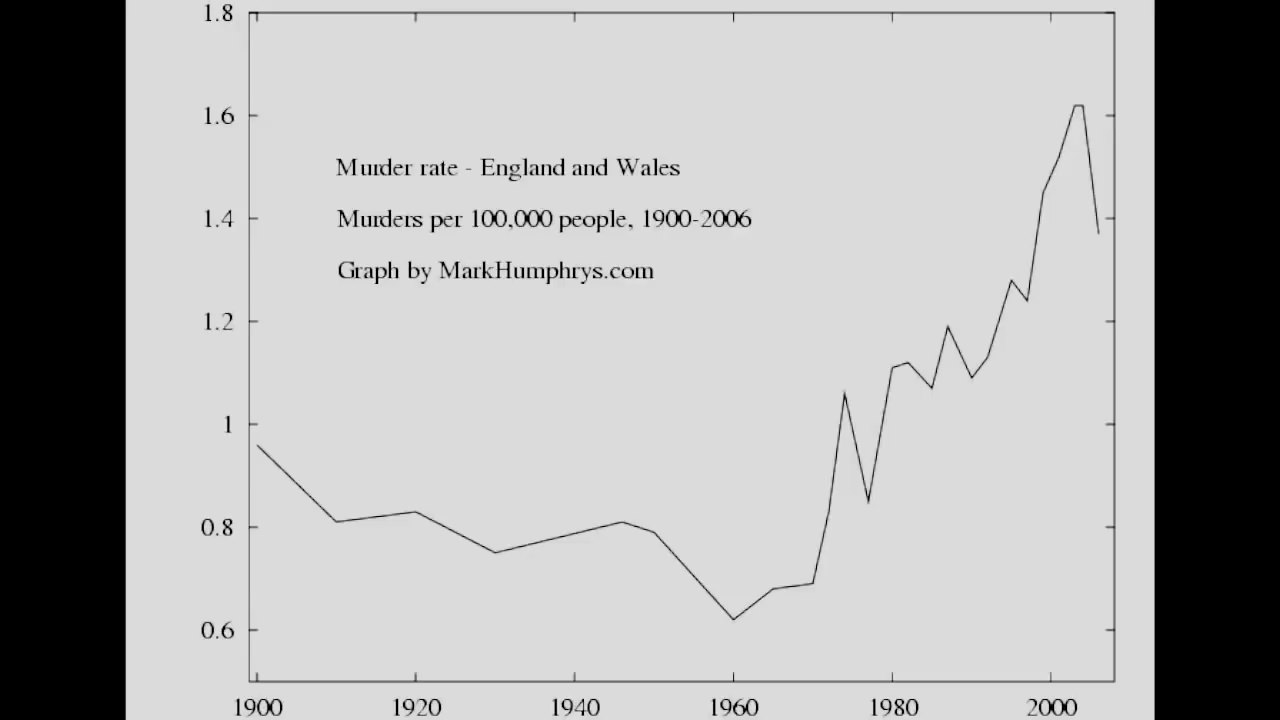 1.8
1.6
Murder rate - England and Wales
1.4
Murders per 100,000 people, 1900-2006
Graph by MarkHumphrys.com
1.2
1
0.8
0.6
1900 1920 1940 1960 1980 2000